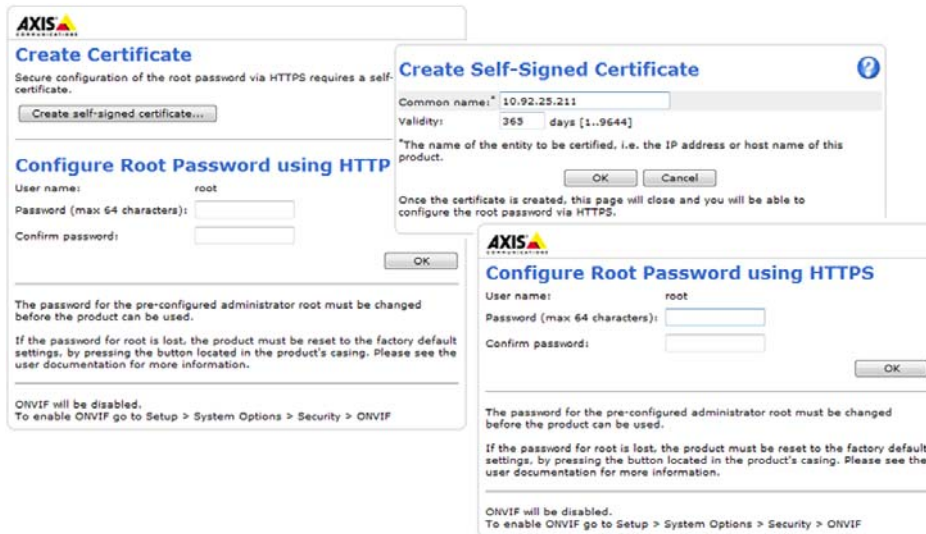 AXIS
COMMUNICATIONS
Create Certificate
Secure configuration of the root password via HTTPS requires a self-
certificate.
Create self-signed certificate...
Configure Root Password using HTTP
User name: root
Password (max 64 characters):
Confirm password:
OK
The password for the pre-configured administrator root must be changed
before the product can be used.
If the password for root is lost, the product must be reset to the factory default
settings, by pressing the button located in the product's casing. Please see the
user documentation for more information.
ONVIF will be disabled.
To enable ONVIF go to Setup > System Options > Security > ONVIF
Create Self-Signed Certificate
?
Common name:* 10.92.25.211
Validity: 365 days [1..9644]
*The name of the entity to be certified, i.e. the IP address or host name of this
product.
OK Cancel
Once the certificate is created, this page will close and you will be able to
configure the root password via HTTPS.
AXIS
COMMUNICATIONS
Configure Root Password using HTTPS
User name: root
Password (max 64 characters):
Confirm password:
OK
The password for the pre-configured administrator root must be changed
before the product can be used.
If the password for root is lost, the product must be reset to the factory default
settings, by pressing the button located in the product's casing. Please see the
user documentation for more information.
ONVIF will be disabled.
To enable ONVIF go to Setup > System Options > Security > ONVIF